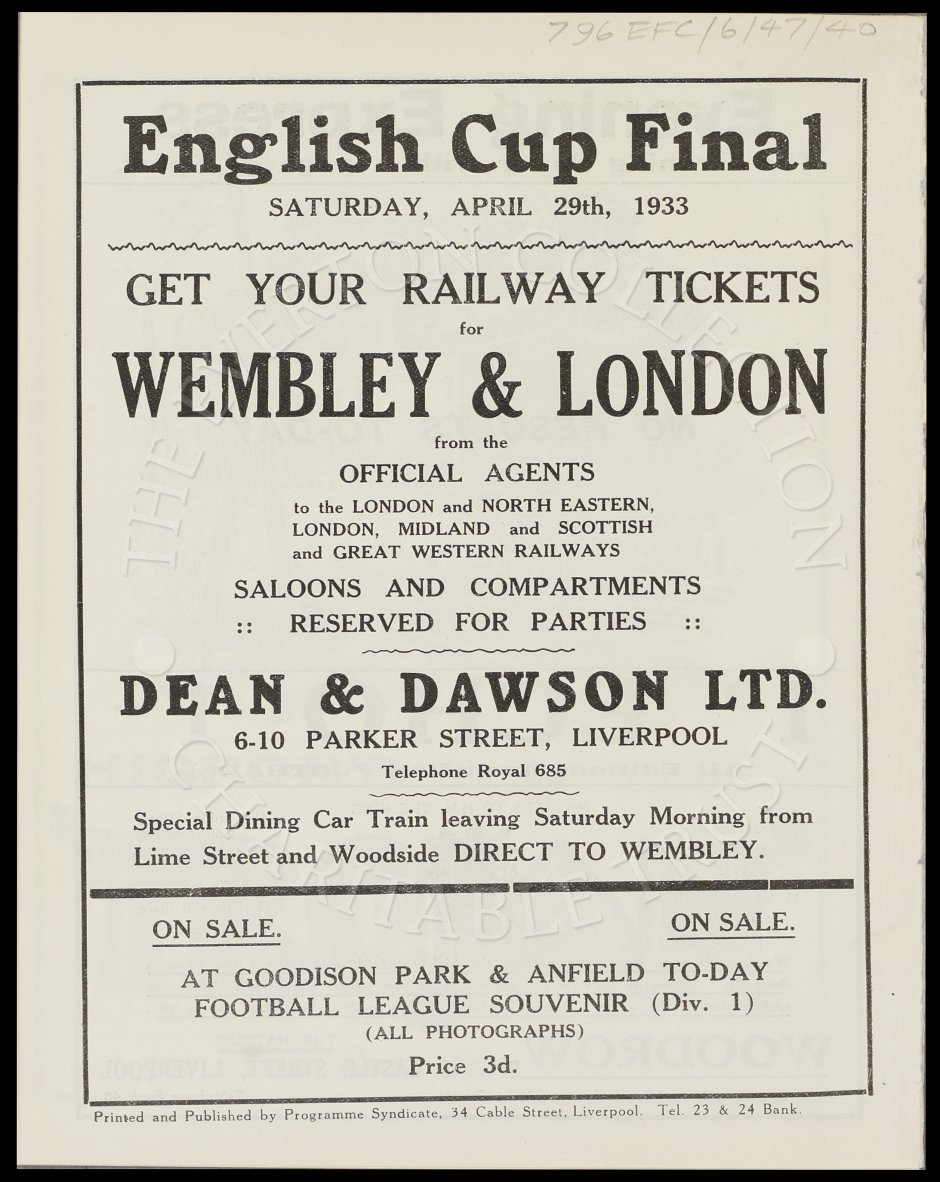 796 EFC/6/47/40
English Cup Final
SATURDAY, APRIL 29th, 1933
GET YOUR RAILWAY TICKETS
for
WEMBLEY & LONDON
from the
OFFICIAL AGENTS
to the LONDON and NORTH EASTERN,
LONDON, MIDLAND and SCOTTISH
and GREAT WESTERN RAILWAYS
SALOONS AND COMPARTMENTS
:: RESERVED FOR PARTIES ::
DEAN & DAWSON LTD.
6-10 PARKER STREET, LIVERPOOL
Telephone Royal 685
Special Dining Car Train leaving Saturday Morning from
Lime Street and Woodside DIRECT TO WEMBLEY.
ON SALE. ON SALE.
AT GOODISON PARK & ANFIELD TO-DAY
FOOTBALL LEAGUE SOUVENIR (Div. 1)
(ALL PHOTOGRAPHS)
Price 3d.
Printed and Published by Programme Syndicate, 34 Cable Street, Liverpool. Tel. 23 & 24 Bank.
THE EVERTON COLLECTION
CHARITABLE TRUST